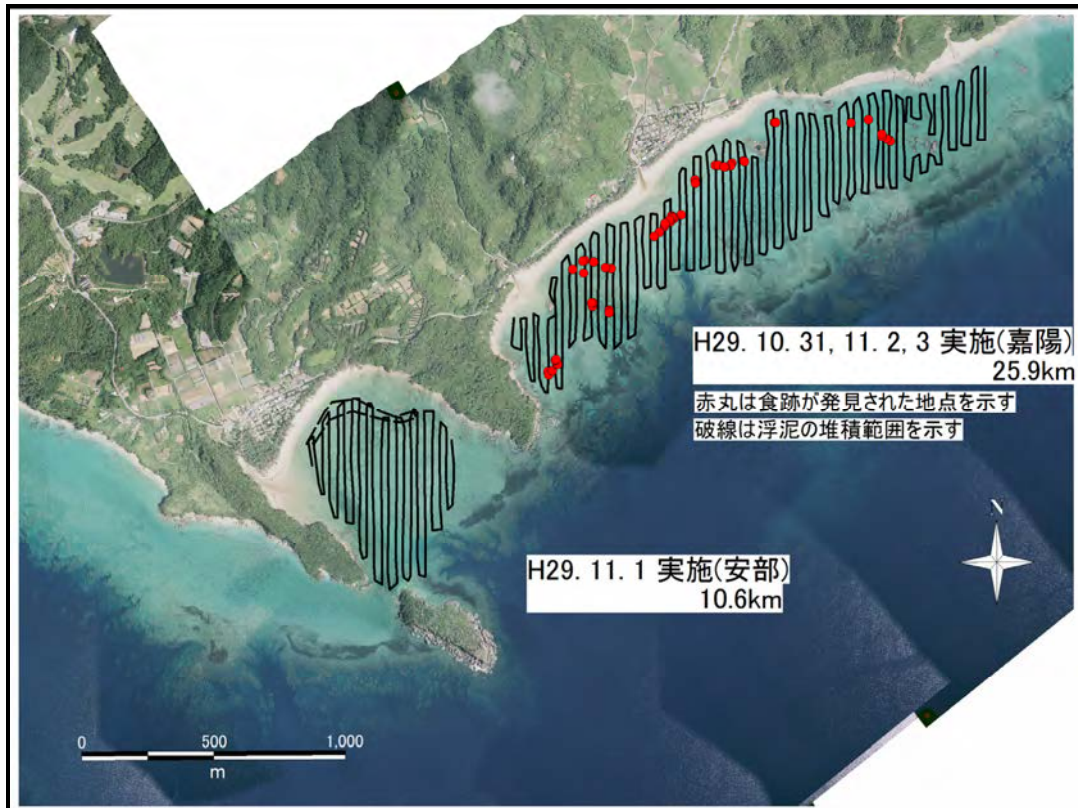 H29.10.31,11.2,3 実施(嘉陽)
25.9km
赤丸は食跡が発見された地点を示す
破線は浮泥の堆積範囲を示す
N
H29.11.1 実施(安部)
10.6km
0 500 1,000
m